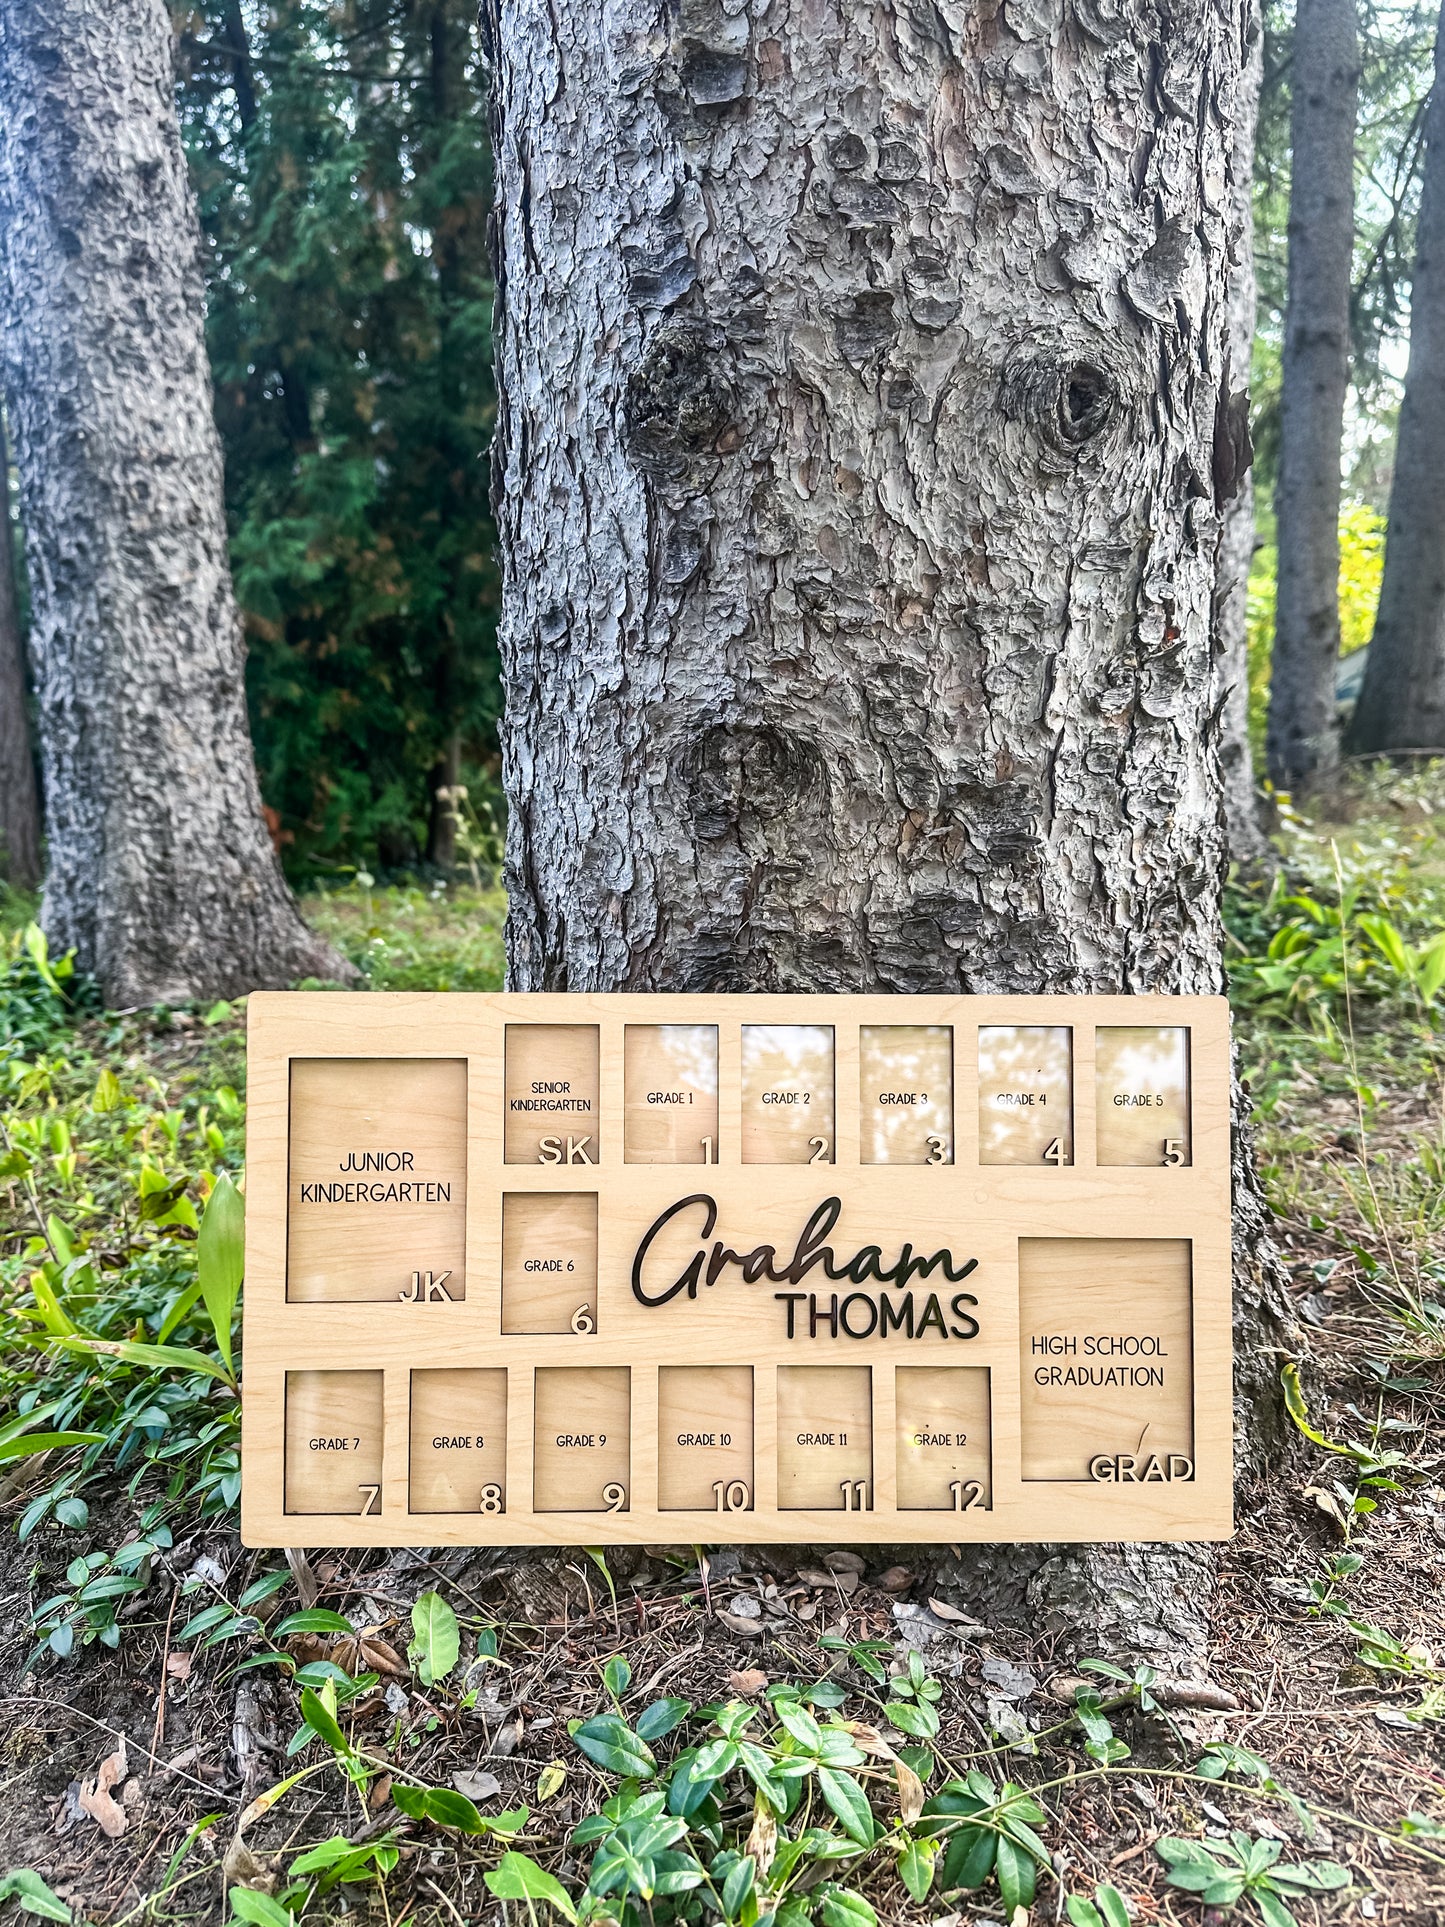 JUNIOR
KINDERGARTEN
JK
SENIOR
KINDERGARTEN
SK
GRADE 1
1
GRADE 2
2
GRADE 3
3
GRADE 4
4
GRADE 5
5
GRADE 6
6
Graham
THOMAS
HIGH SCHOOL
GRADUATION
GRAD
GRADE 7
7
GRADE 8
8
GRADE 9
9
GRADE 10
10
GRADE 11
11
GRADE 12
12